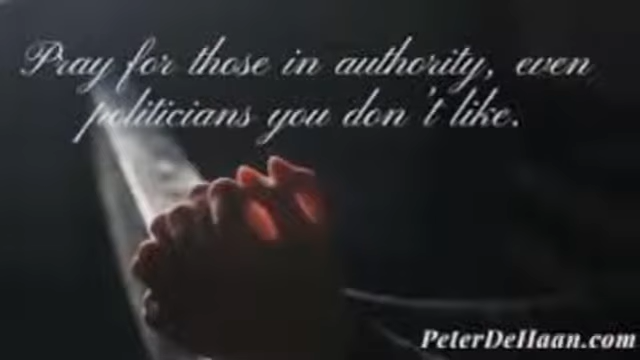 Pray for those in authority, even
politicians you don't like.
PeterDeHaan.com